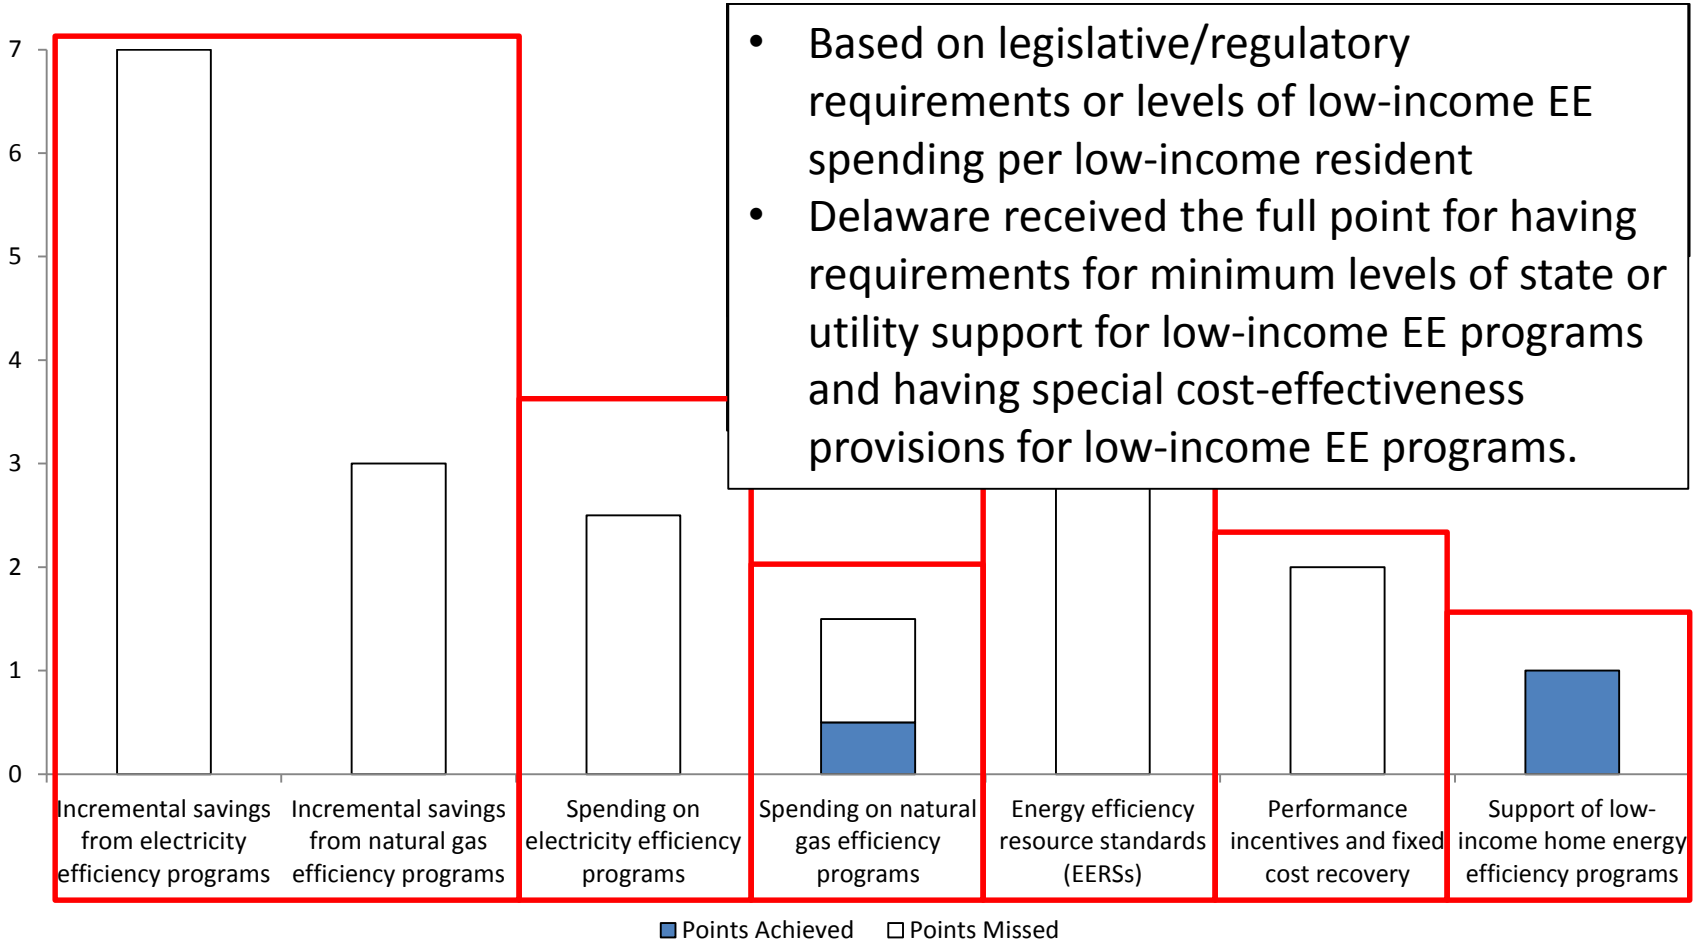 • Based on legislative/regulatory
requirements or levels of low-income EE
spending per low-income resident
• Delaware received the full point for having
requirements for minimum levels of state or
utility support for low-income EE programs
and having special cost-effectiveness
provisions for low-income EE programs.
7
6
5
4
3
2
1
0
Incremental savings
from electricity
efficiency programs
Incremental savings
from natural gas
efficiency programs
Spending on
electricity efficiency
programs
Spending on natural
gas efficiency
programs
Energy efficiency
resource standards
(EERSs)
Performance
incentives and fixed
cost recovery
Support of low-
income home energy
efficiency programs
Points Achieved
Points Missed